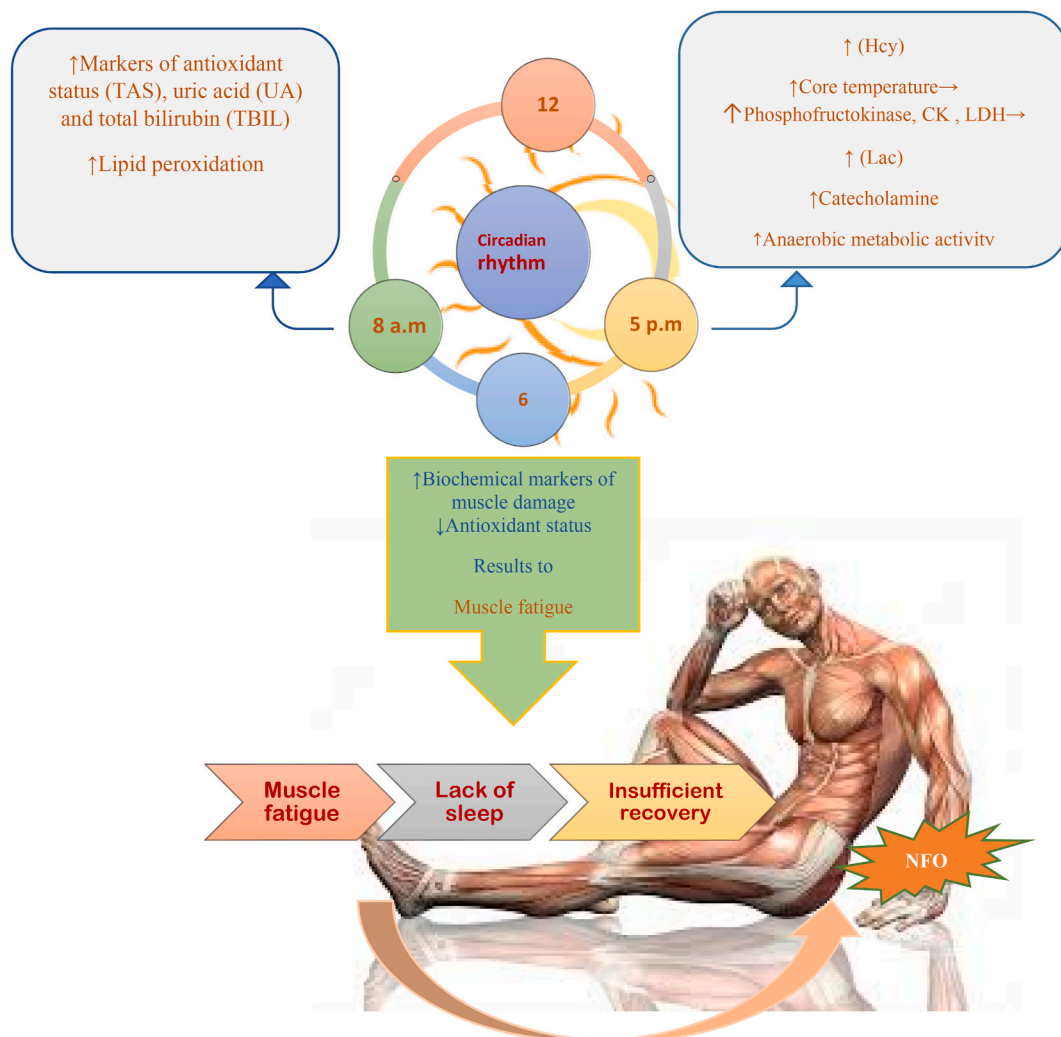 ↑Markers of antioxidant
status (TAS), uric acid (UA)
and total bilirubin (TBIL)
↑Lipid peroxidation
12
↑ (Hcy)
↑Core temperature→
↑Phosphofructokinase, CK , LDH→
↑ (Lac)
↑Catecholamine
↑Anaerobic metabolic activity
Circadian
rhythm
8 a.m
5 p.m
6
↑Biochemical markers of
muscle damage
↓Antioxidant status
Results to
Muscle fatigue
Muscle
fatigue
Lack of
sleep
Insufficient
recovery
NFO